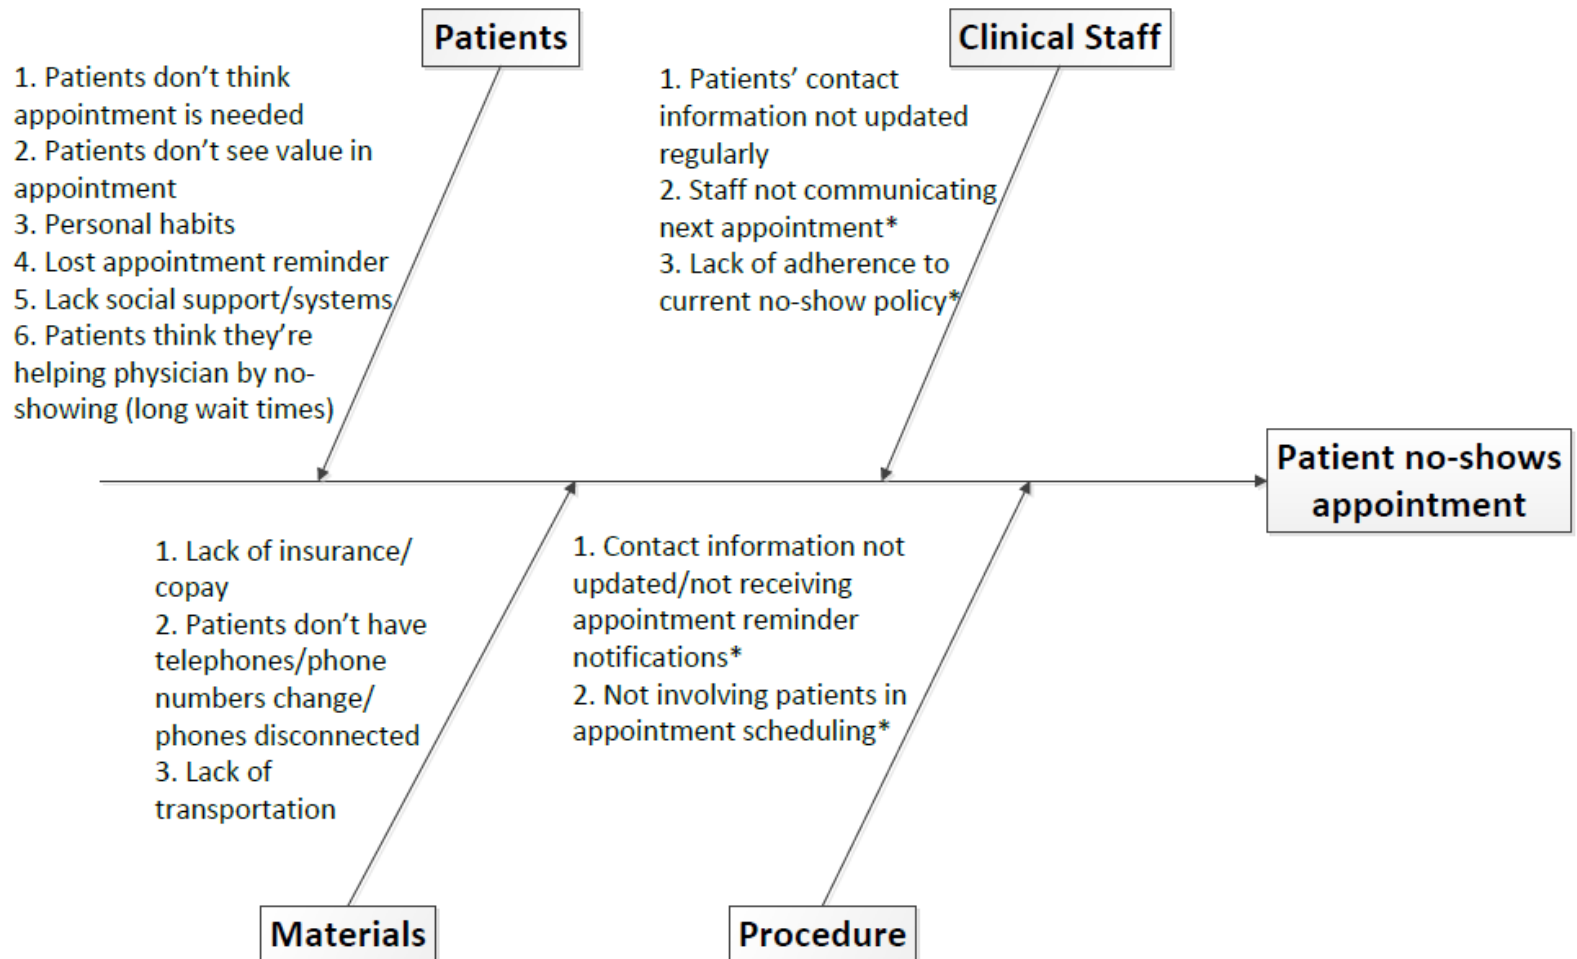 Patients
1. Patients don’t think
appointment is needed
2. Patients don’t see value in
appointment
3. Personal habits
4. Lost appointment reminder
5. Lack social support/systems
6. Patients think they’re
helping physician by no-
showing (long wait times)
Clinical Staff
1. Patients’ contact
information not updated
regularly
2. Staff not communicating
next appointment*
3. Lack of adherence to
current no-show policy*
Patient no-shows
appointment
1. Lack of insurance/
copay
2. Patients don’t have
telephones/phone
numbers change/
phones disconnected
3. Lack of
transportation
Materials
1. Contact information not
updated/not receiving
appointment reminder
notifications*
2. Not involving patients in
appointment scheduling*
Procedure